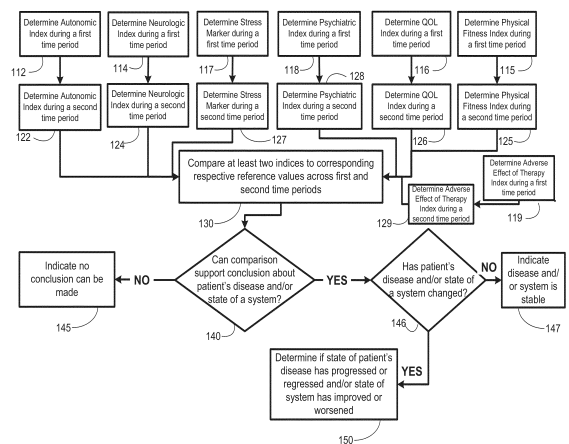 Determine Autonomic
Index during a first
time period
Determine Neurologic
Index during a first
time period
Determine Stress
Marker during a
first time period
Determine Psychiatric
Index during a first
time period
Determine QOL
Index during a
first time period
Determine Physical
Fitness Index during
a first time period
112
114
117
118
128
116
115
Determine Autonomic
Index during a second
time period
Determine Neurologic
Index during a second
time period
Determine Stress
Marker during a
second time period
Determine Psychiatric
Index during a second
time period
Determine QOL
Index during a
second time period
Determine Physical
Fitness Index during
a second time period
122
124
127
126
125
Compare at least two indices to corresponding
respective reference values across first and
second time periods
130
Determine Adverse
Effect of Therapy
Index during a first
time period
119
Determine Adverse
Effect of Therapy
Index during a
second time period
129
Indicate no
conclusion can be
made
145
NO
Can comparison
support conclusion about
patient's disease and/or
state of a system?
140
YES
Has patient's
disease and/or state of
a system changed?
146
NO
Indicate
disease and/
or system is
stable
147
YES
Determine if state of patient's
disease has progressed or
regressed and/or state of
system has improved or
worsened
150